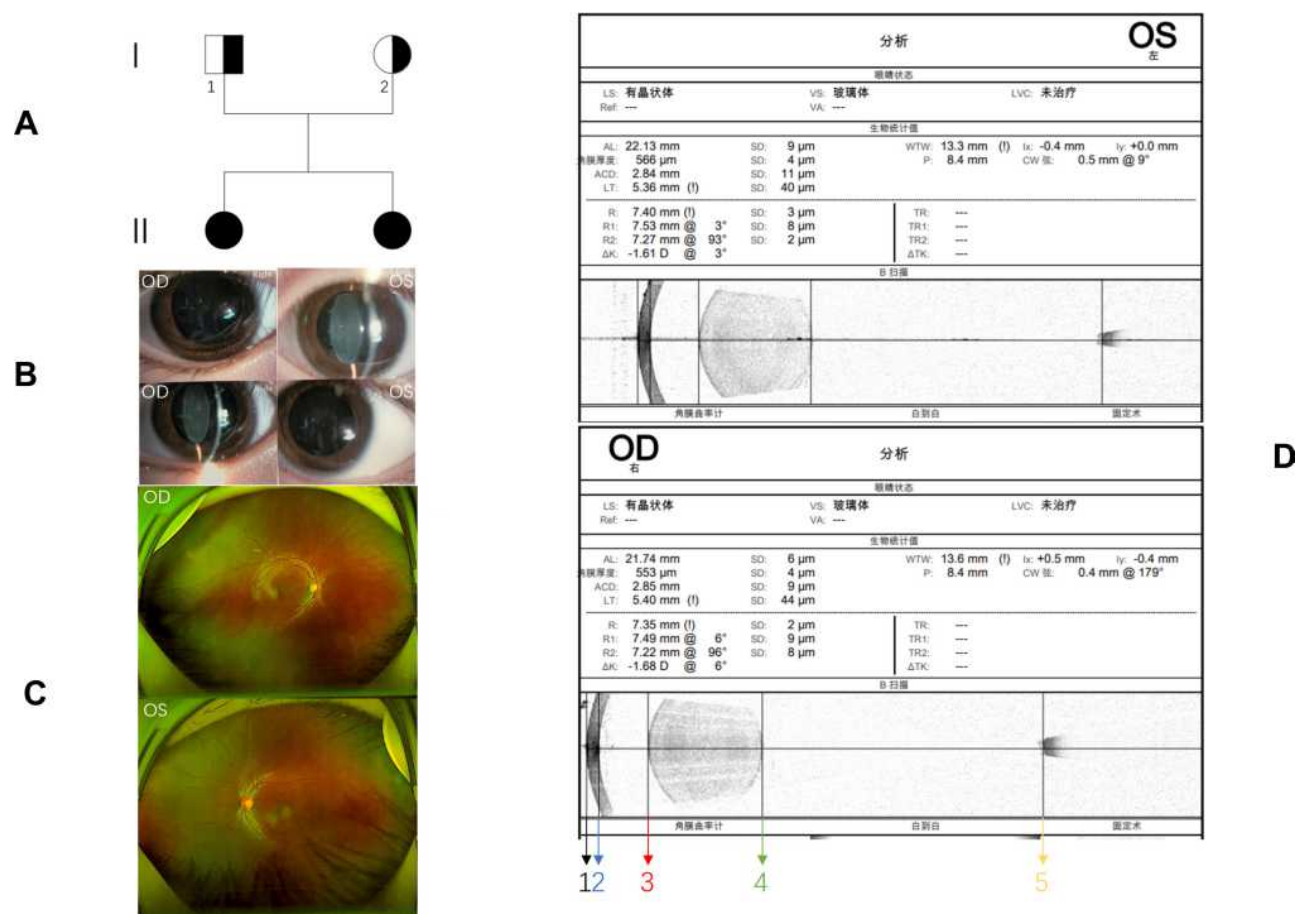 I
1
2
A
II
OD
OS
OD
OS
B
OD
C
OS
分析
OS
左
眼睛状态
LS: 有晶状体 VS: 玻璃体 LVC: 未治疗
Ref: --- VA: ---
生物统计值
AL: 22.13 mm SD: 9 µm WTW: 13.3 mm (!) Ix: -0.4 mm Iy: +0.0 mm
角膜厚度: 566 µm SD: 4 µm P: 8.4 mm CW 弦: 0.5 mm @ 9°
ACD: 2.84 mm SD: 11 µm
LT: 5.36 mm (!) SD: 40 µm
R: 7.40 mm (!) SD: 3 µm TR: ---
R1: 7.53 mm @ 3° SD: 8 µm TR1: ---
R2: 7.27 mm @ 93° SD: 2 µm TR2: ---
ΔK: -1.61 D @ 3° ΔTK: ---
B 扫描
角膜曲率计 白到白 固定术
OD
右
分析
眼睛状态
LS: 有晶状体 VS: 玻璃体 LVC: 未治疗
Ref: --- VA: ---
生物统计值
AL: 21.74 mm SD: 6 µm WTW: 13.6 mm (!) Ix: +0.5 mm Iy: -0.4 mm
角膜厚度: 553 µm SD: 4 µm P: 8.4 mm CW 弦: 0.4 mm @ 179°
ACD: 2.85 mm SD: 9 µm
LT: 5.40 mm (!) SD: 44 µm
R: 7.35 mm (!) SD: 2 µm TR: ---
R1: 7.49 mm @ 6° SD: 9 µm TR1: ---
R2: 7.22 mm @ 96° SD: 8 µm TR2: ---
ΔK: -1.68 D @ 6° ΔTK: ---
B 扫描
角膜曲率计 白到白 固定术
1 2 3 4 5
D